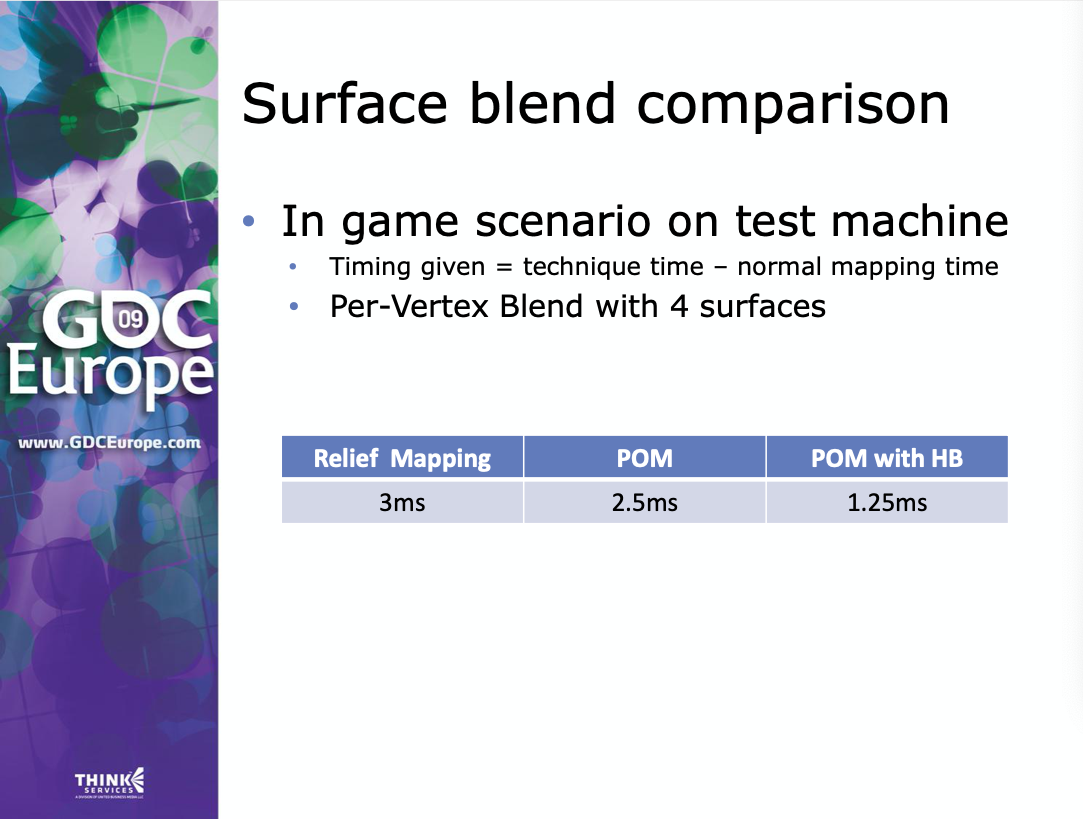 Surface blend comparison
• In game scenario on test machine
• Timing given = technique time – normal mapping time
• Per-Vertex Blend with 4 surfaces
GDC 09
Europe
www.GDCEurope.com
Relief Mapping POM POM with HB
3ms 2.5ms 1.25ms
THINK
SERVICES
A DIVISION OF UNITED BUSINESS MEDIA LLC